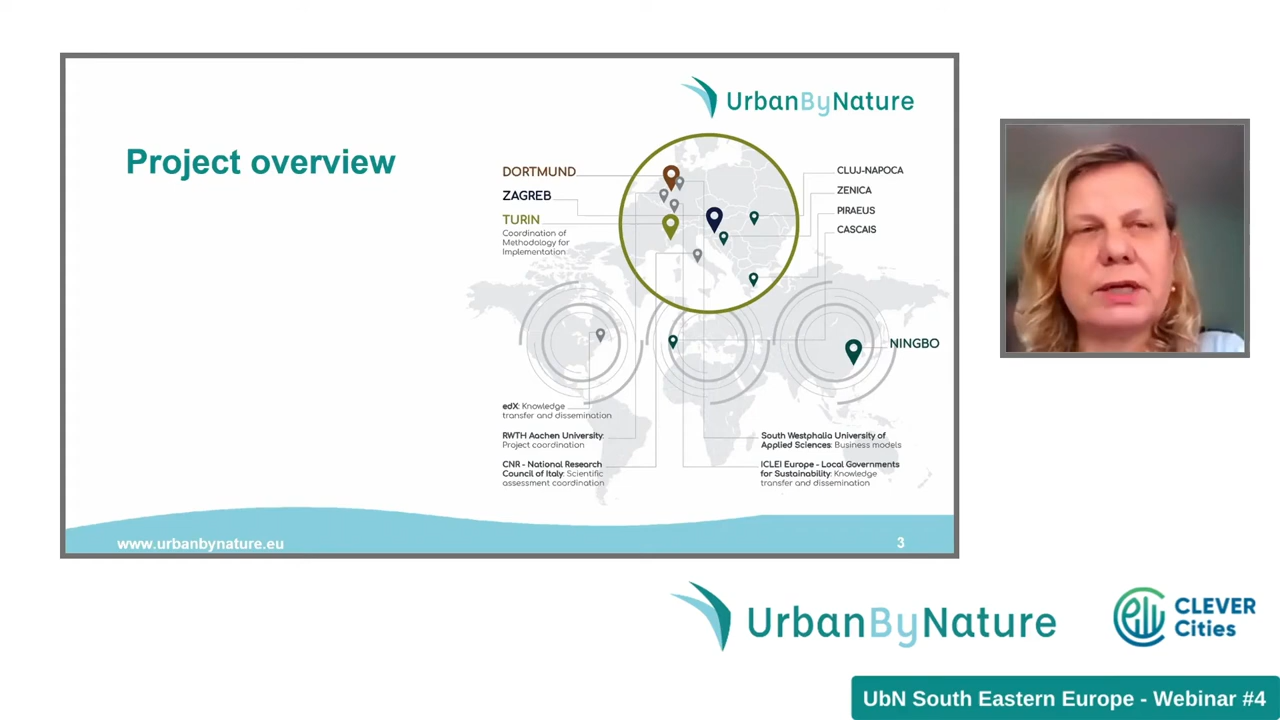 UrbanByNature
Project overview
DORTMUND
ZAGREB
TURIN
Coordination of
Methodology for
Implementation
CLUJ-NAPOCA
ZENICA
PIRAEUS
CASCAIS
NINGBO
edX: Knowledge
transfer and dissemination
RWTH Aachen University:
Project coordination
CNR - National Research
Council of Italy: Scientific
assessment coordination
South Westphalia University of
Applied Sciences: Business models
ICLEI Europe - Local Governments
for Sustainability: Knowledge
transfer and dissemination
www.urbanbynature.eu
3
UrbanByNature
CLEVER
Cities
UbN South Eastern Europe - Webinar #4